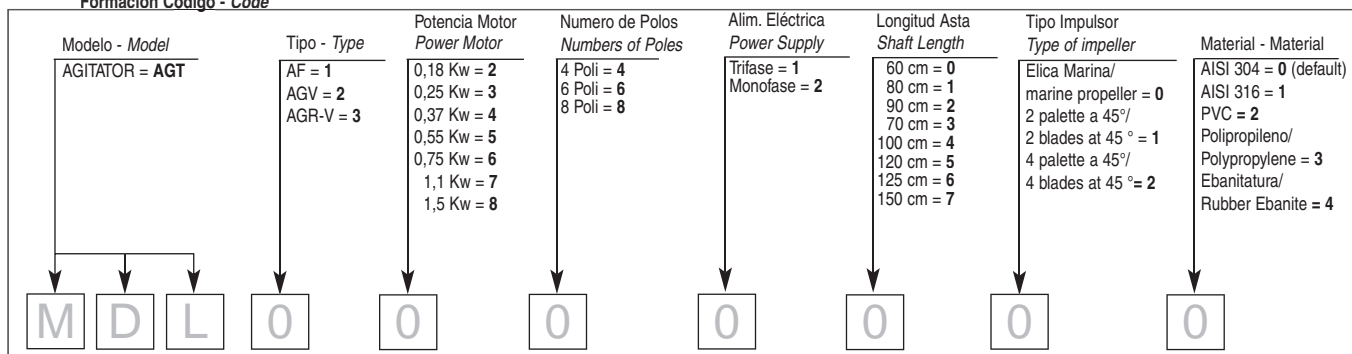 Formación Código - Code
Modelo - Model
AGITATOR = AGT
Tipo - Type
AF = 1
AGV = 2
AGR-V = 3
Potencia Motor
Power Motor
0,18 Kw = 2
0,25 Kw = 3
0,37 Kw = 4
0,55 Kw = 5
0,75 Kw = 6
1,1 Kw = 7
1,5 Kw = 8
Numero de Polos
Numbers of Poles
4 Poli = 4
6 Poli = 6
8 Poli = 8
Alim. Eléctrica
Power Supply
Trifase = 1
Monofase = 2
Longitud Asta
Shaft Length
60 cm = 0
80 cm = 1
90 cm = 2
70 cm = 3
100 cm = 4
120 cm = 5
125 cm = 6
150 cm = 7
Tipo Impulsor
Type of impeller
Elica Marina/
marine propeller = 0
2 palette a 45°/
2 blades at 45 ° = 1
4 palette a 45°/
4 blades at 45 °= 2
Material - Material
AISI 304 = 0 (default)
AISI 316 = 1
PVC = 2
Polipropileno/
Polypropylene = 3
Ebanitatura/
Rubber Ebanite = 4
M D L 0 0 0 0 0 0 0